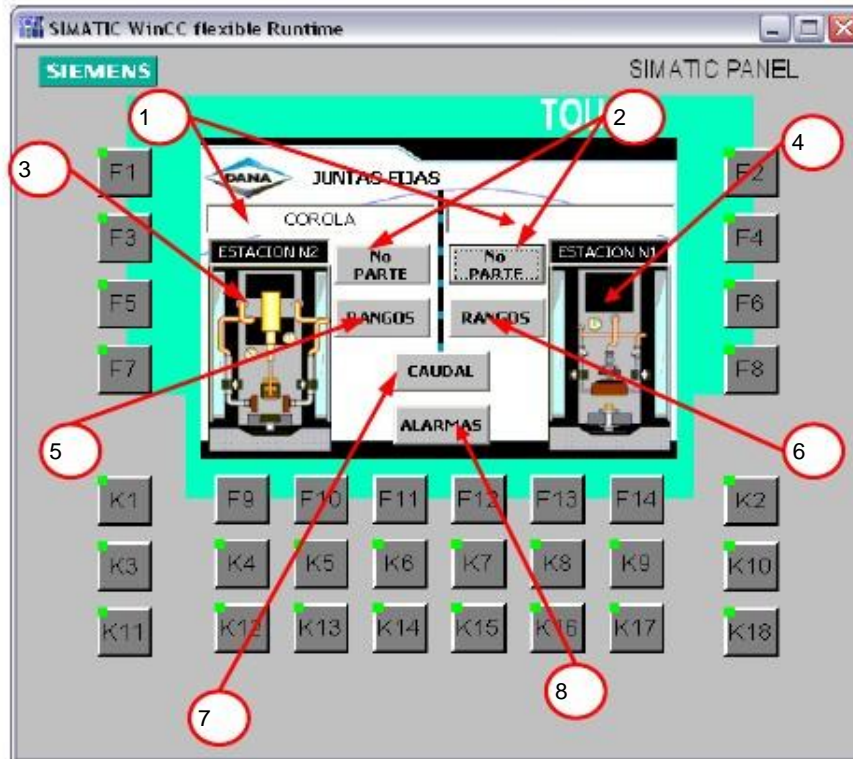 SIMATIC WinCC flexible Runtime
SIEMENS
SIMATIC PANEL
1
2
3
4
F1
F2
DANA
JUNTAS FIJAS
F3
COROLA
F4
ESTACION N2
No
PARTE
No
PARTE
ESTACION N1
F5
RANGOS
RANGOS
F6
F7
CAUDAL
F8
ALARMAS
5
6
K1
F9
F10
F11
F12
F13
F14
K2
K3
K4
K5
K6
K7
K8
K9
K10
K11
K12
K13
K14
K15
K16
K17
K18
7
8